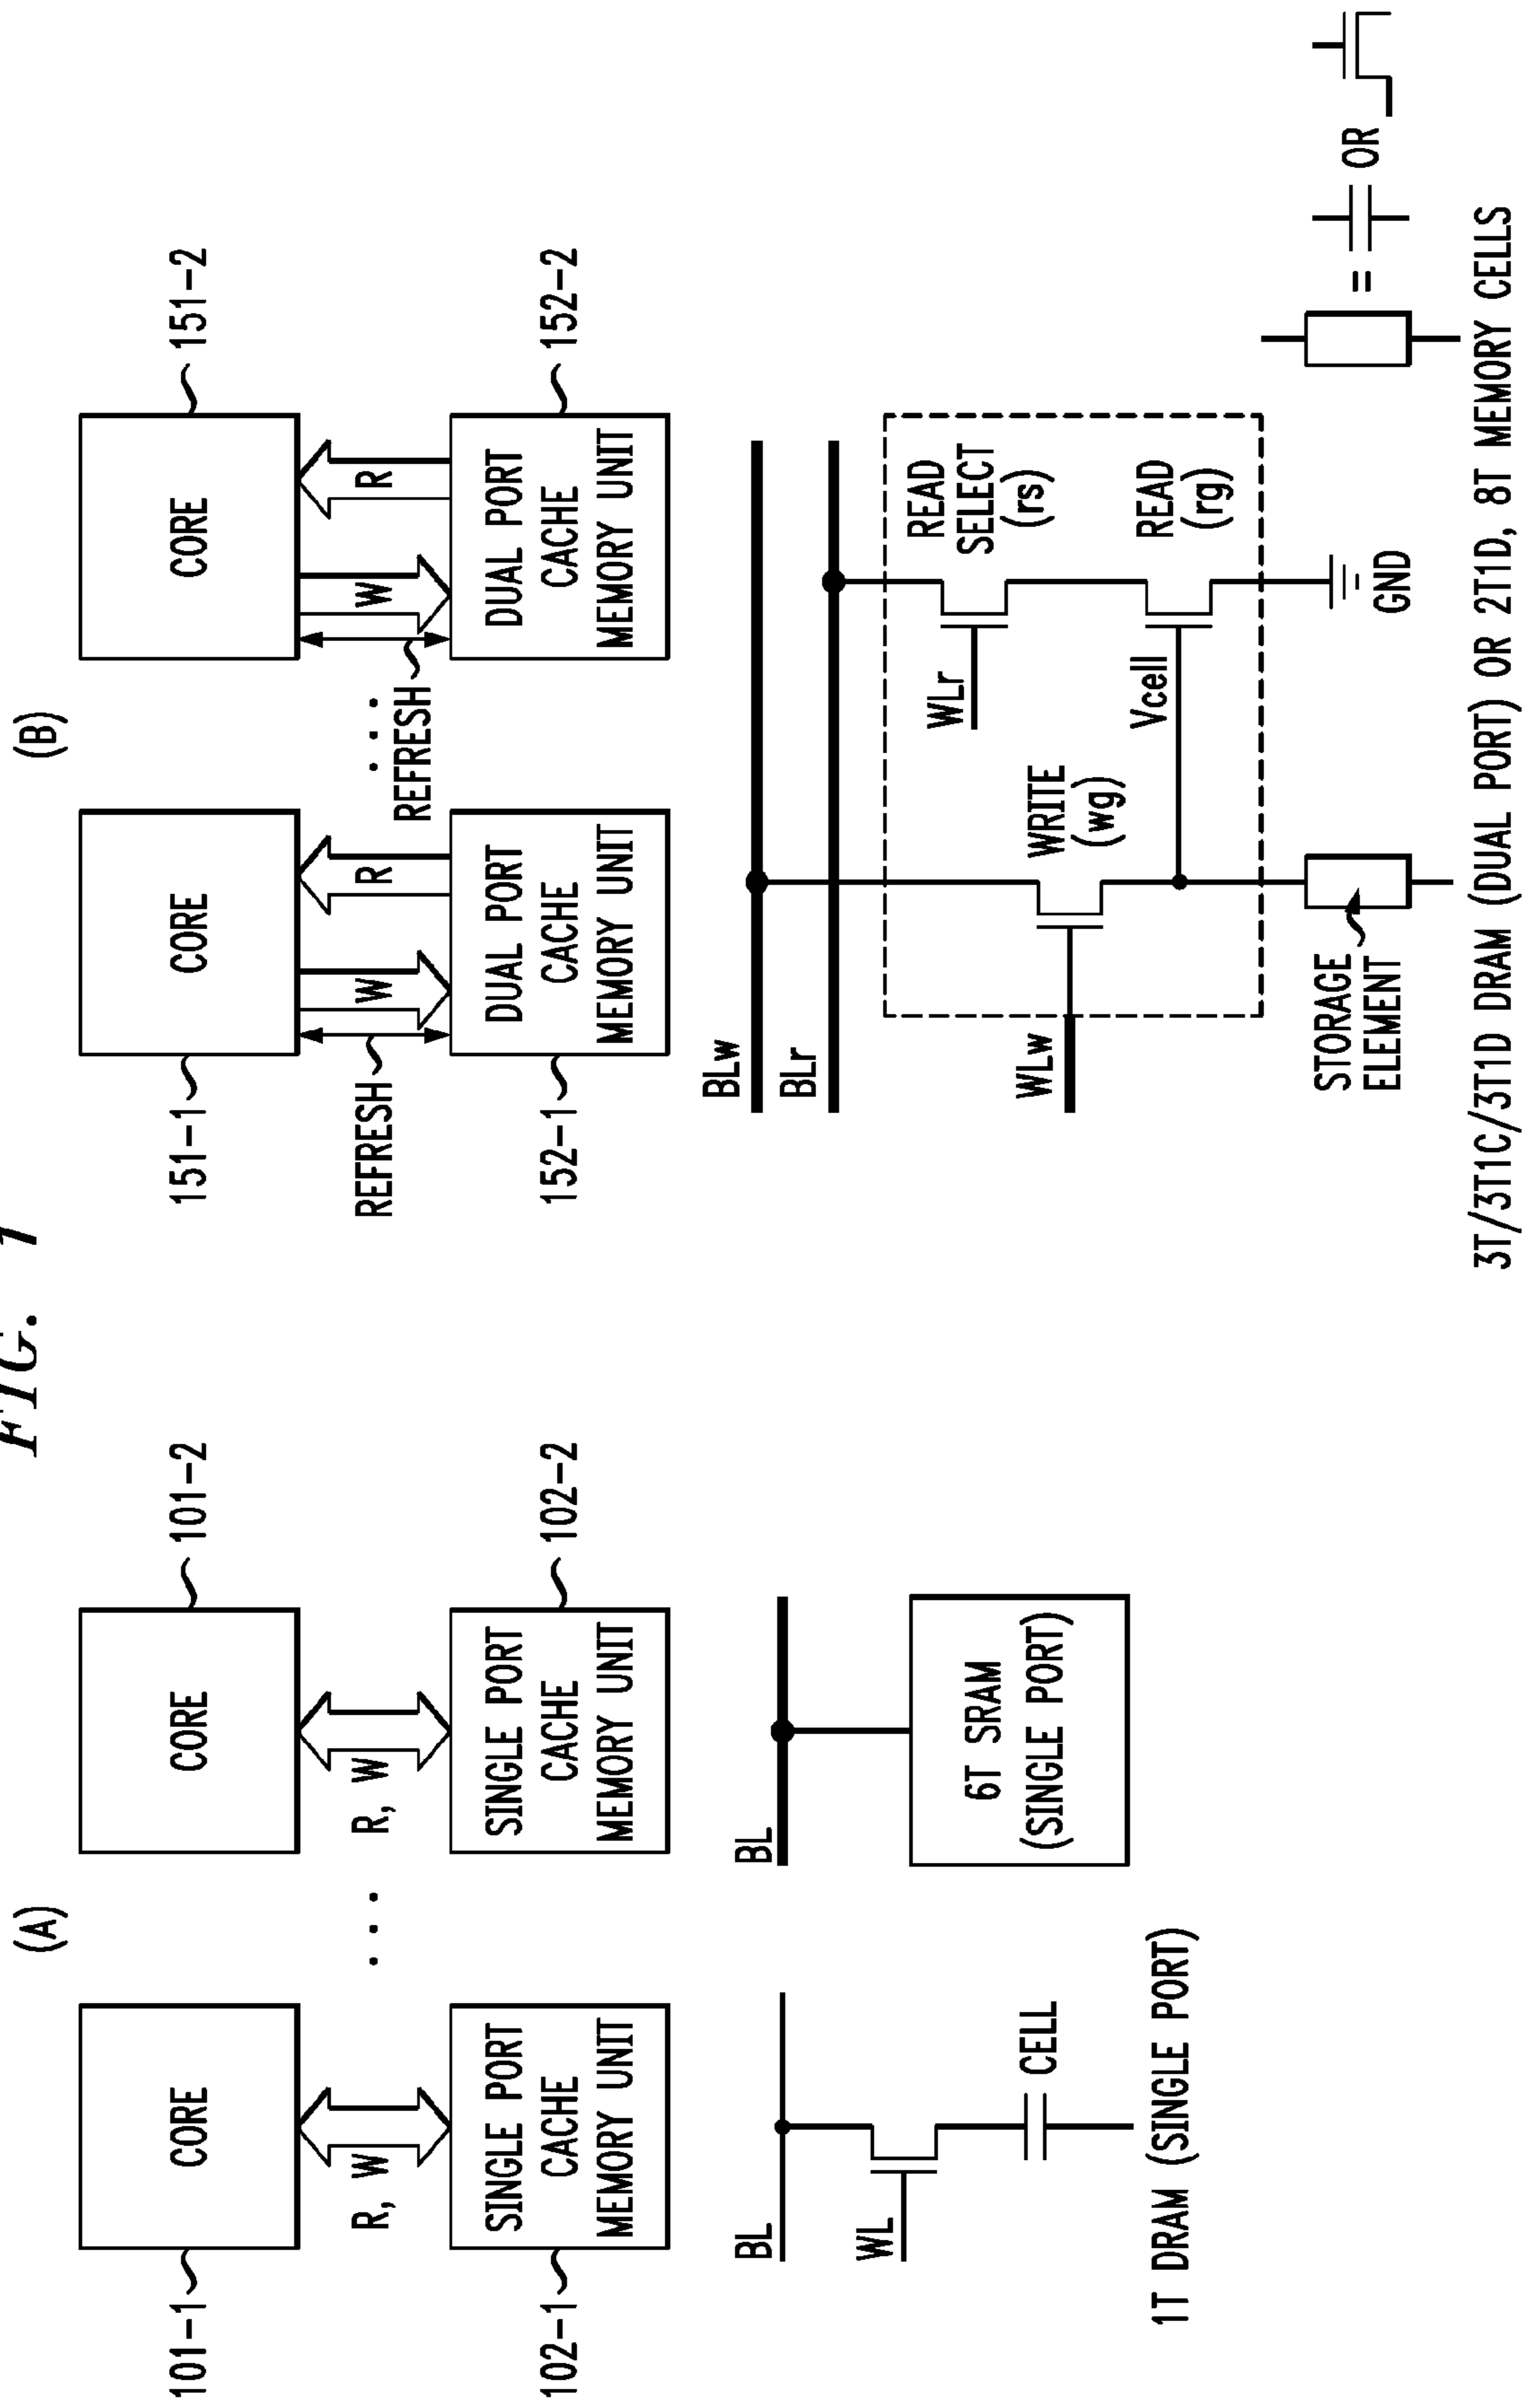 FIG. 1
(A)
101-1
CORE
R, W
102-1
SINGLE PORT
CACHE
MEMORY UNIT
. . .
101-2
CORE
R, W
102-2
SINGLE PORT
CACHE
MEMORY UNIT
BL
WL
CELL
1T DRAM (SINGLE PORT)
BL
6T SRAM
(SINGLE PORT)
(B)
151-1
CORE
REFRESH
W
R
152-1
DUAL PORT
CACHE
MEMORY UNIT
. . .
151-2
CORE
REFRESH
W
R
152-2
DUAL PORT
CACHE
MEMORY UNIT
BLw
BLr
WLw
WRITE
(wg)
WLr
READ
SELECT
(rs)
Vcell
READ
(rg)
GND
STORAGE
ELEMENT
= OR
3T/3T1C/3T1D DRAM (DUAL PORT) OR 2T1D, 8T MEMORY CELLS